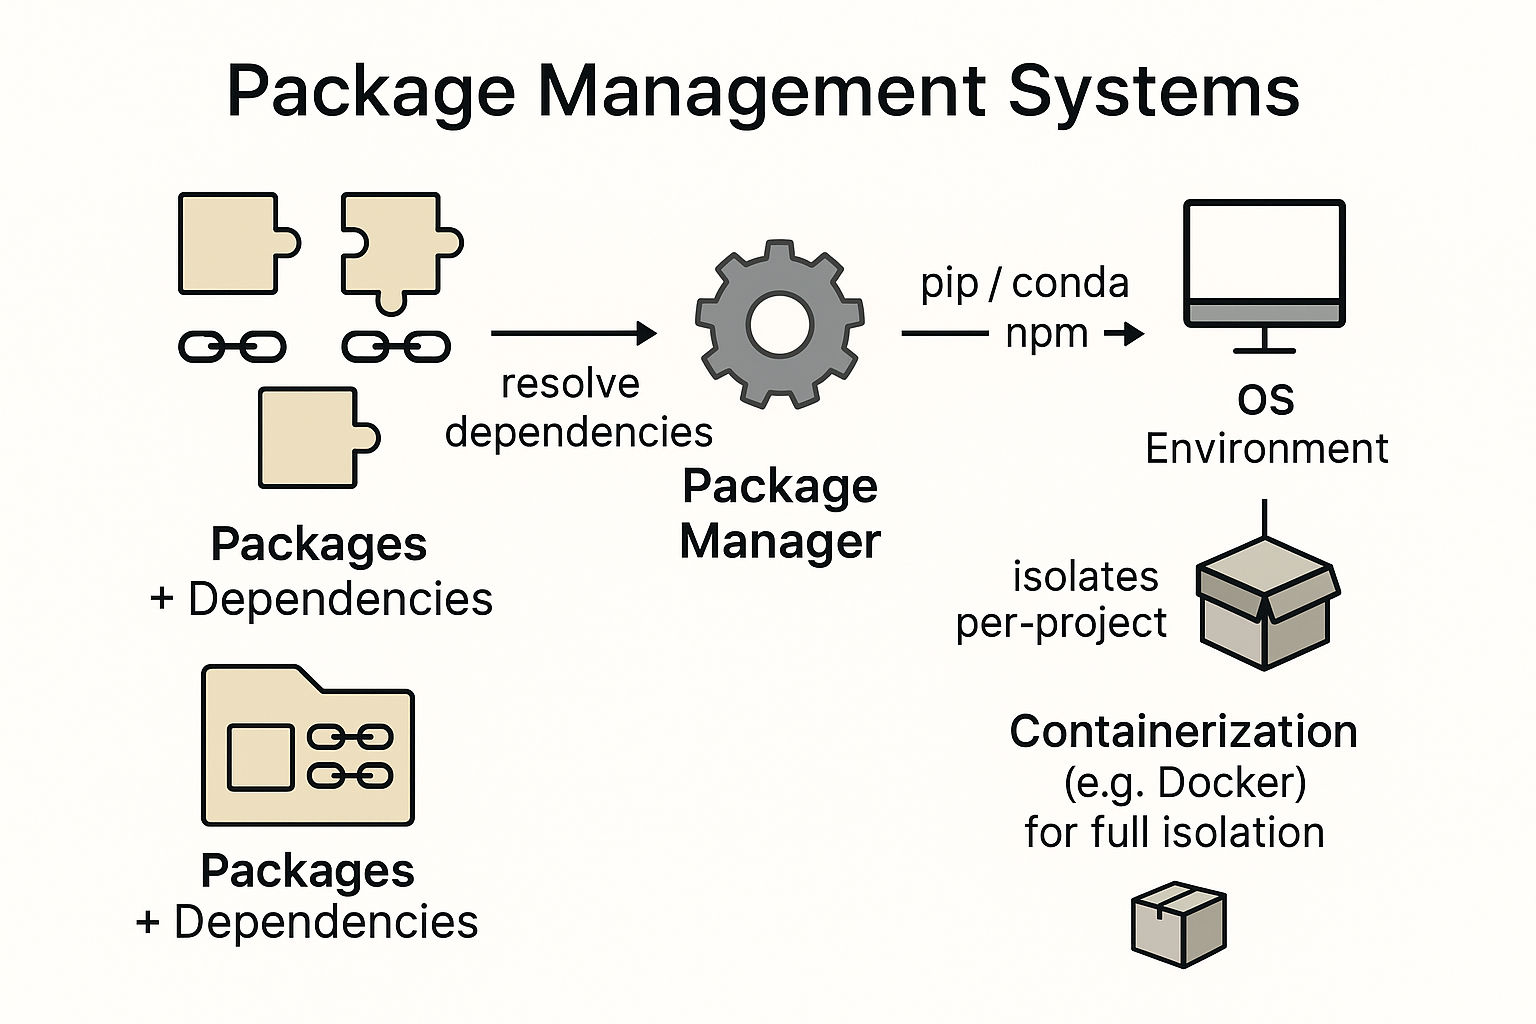 Package Management Systems
resolve
dependencies
Package
Manager
pip / conda
npm
OS
Environment
Packages
+ Dependencies
isolates
per-project
Containerization
(e.g. Docker)
for full isolation
Packages
+ Dependencies